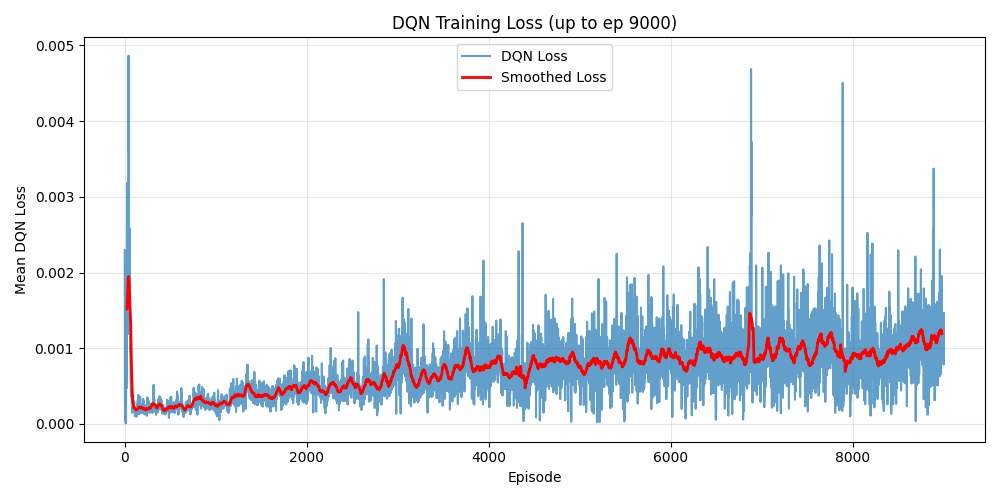 DQN Training Loss (up to ep 9000)
DQN Loss
Smoothed Loss
Mean DQN Loss
0.005
0.004
0.003
0.002
0.001
0.000
0 2000 4000 6000 8000
Episode